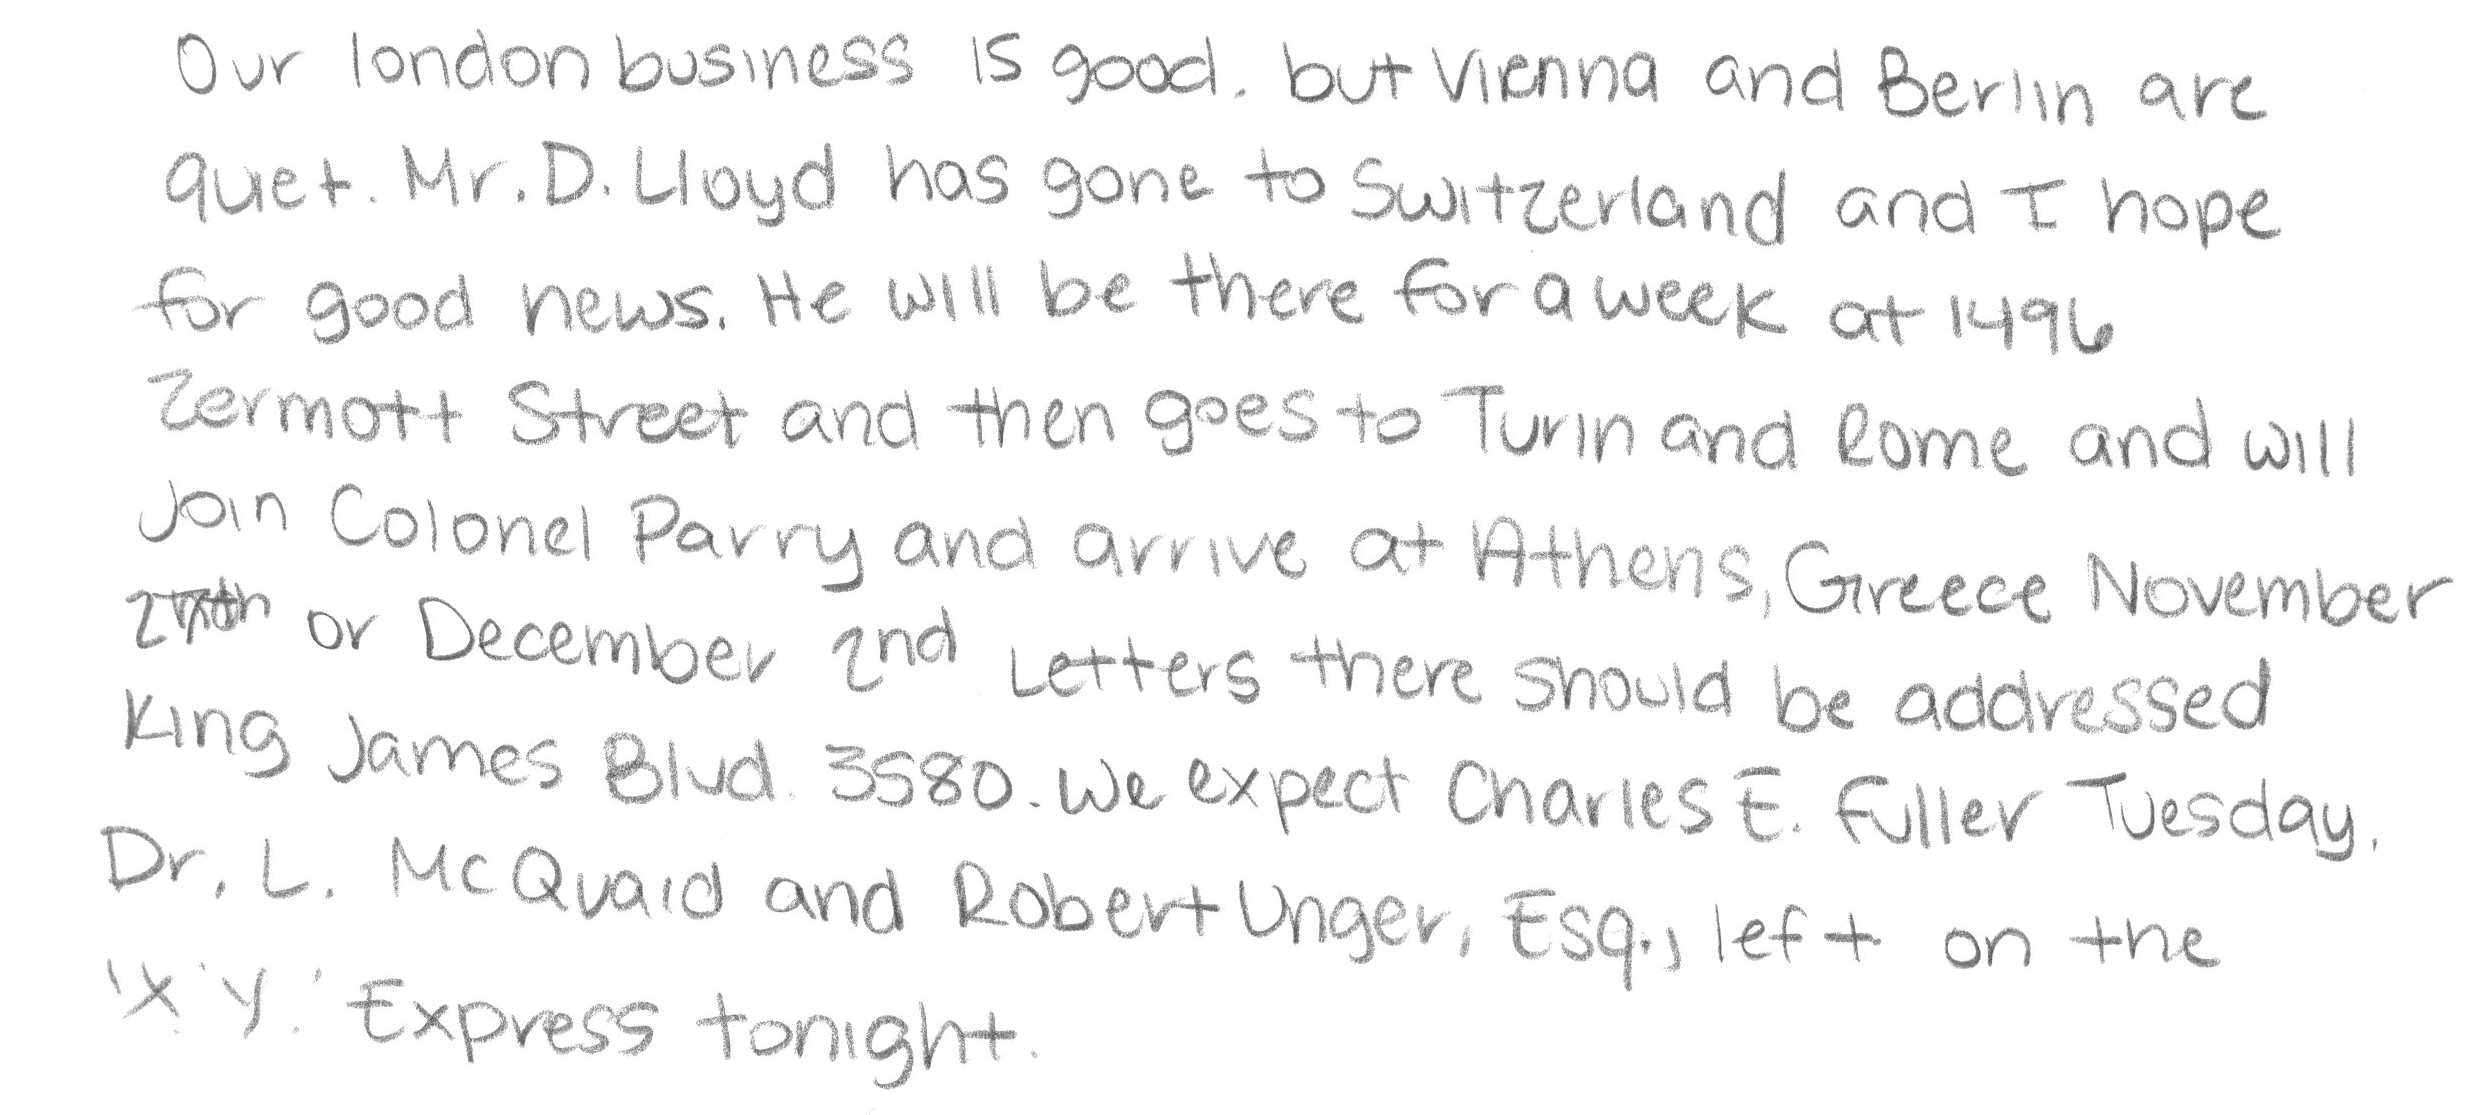 Our london business is good. but Vienna and Berlin are
quiet. Mr. D. Lloyd has gone to Switzerland and I hope
for good news. He will be there for a week at 1496
Zermott Street and then goes to Turin and Rome and will
Join Colonel Parry and arrive at Athens, Greece November
or December 2nd Letters there should be addressed
King James Blvd. 3580. We expect Charles E. Fuller Tuesday.
Dr. L. McQuaid and Robert Unger, Esq., left on the
'X.Y.' Express tonight.